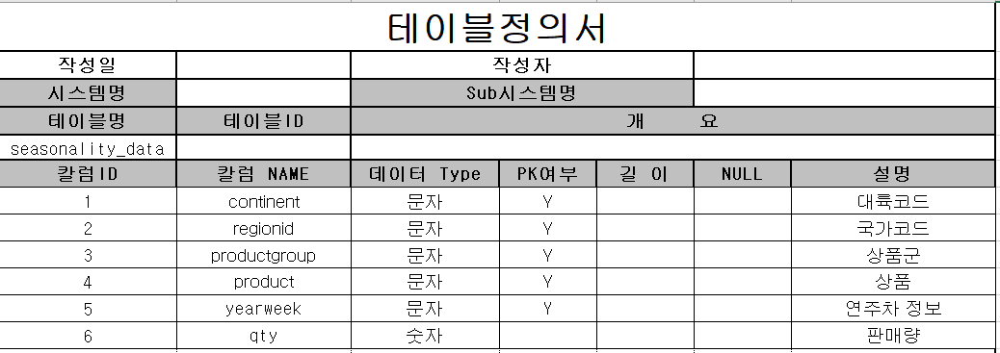 테이블정의서
작성일 작성자
시스템명 Sub시스템명
테이블명 테이블ID 개 요
seasonality_data
칼럼ID 칼럼 NAME 데이터 Type PK여부 길 이 NULL 설명
1 continent 문자 Y 대륙코드
2 regionid 문자 Y 국가코드
3 productgroup 문자 Y 상품군
4 product 문자 Y 상품
5 yearweek 문자 Y 연주차 정보
6 qty 숫자 판매량